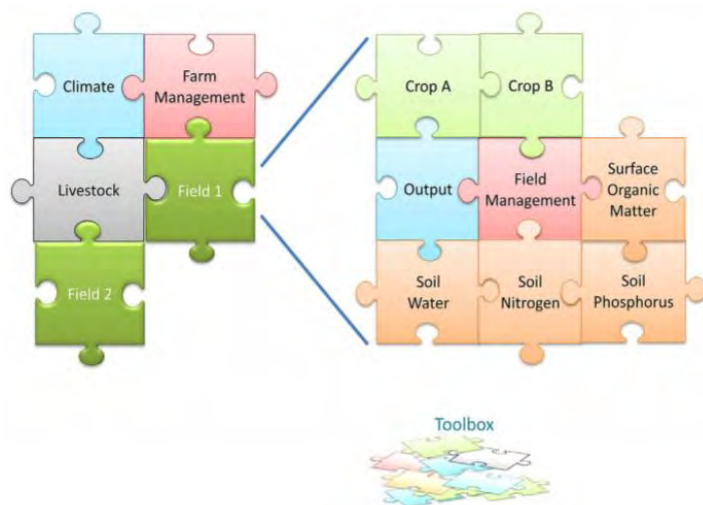 Climate
Farm
Management
Livestock
Field 1
Field 2
Crop A
Crop B
Output
Field
Management
Surface
Organic
Matter
Soil
Water
Soil
Nitrogen
Soil
Phosphorus
Toolbox